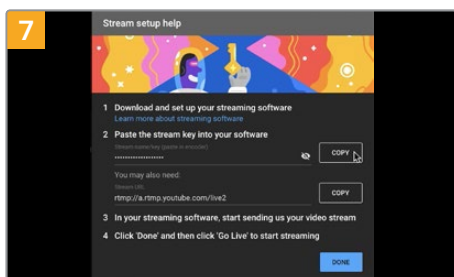 7
Stream setup help
1 Download and set up your streaming software
Learn more about streaming software
2 Paste the stream key into your software
Stream name/key (paste in encoder)
••••••••••••••••••••
COPY
You may also need:
Stream URL
rtmp://a.rtmp.youtube.com/live2
COPY
3 In your streaming software, start sending us your video stream
4 Click 'Done' and then click 'Go Live' to start streaming
DONE